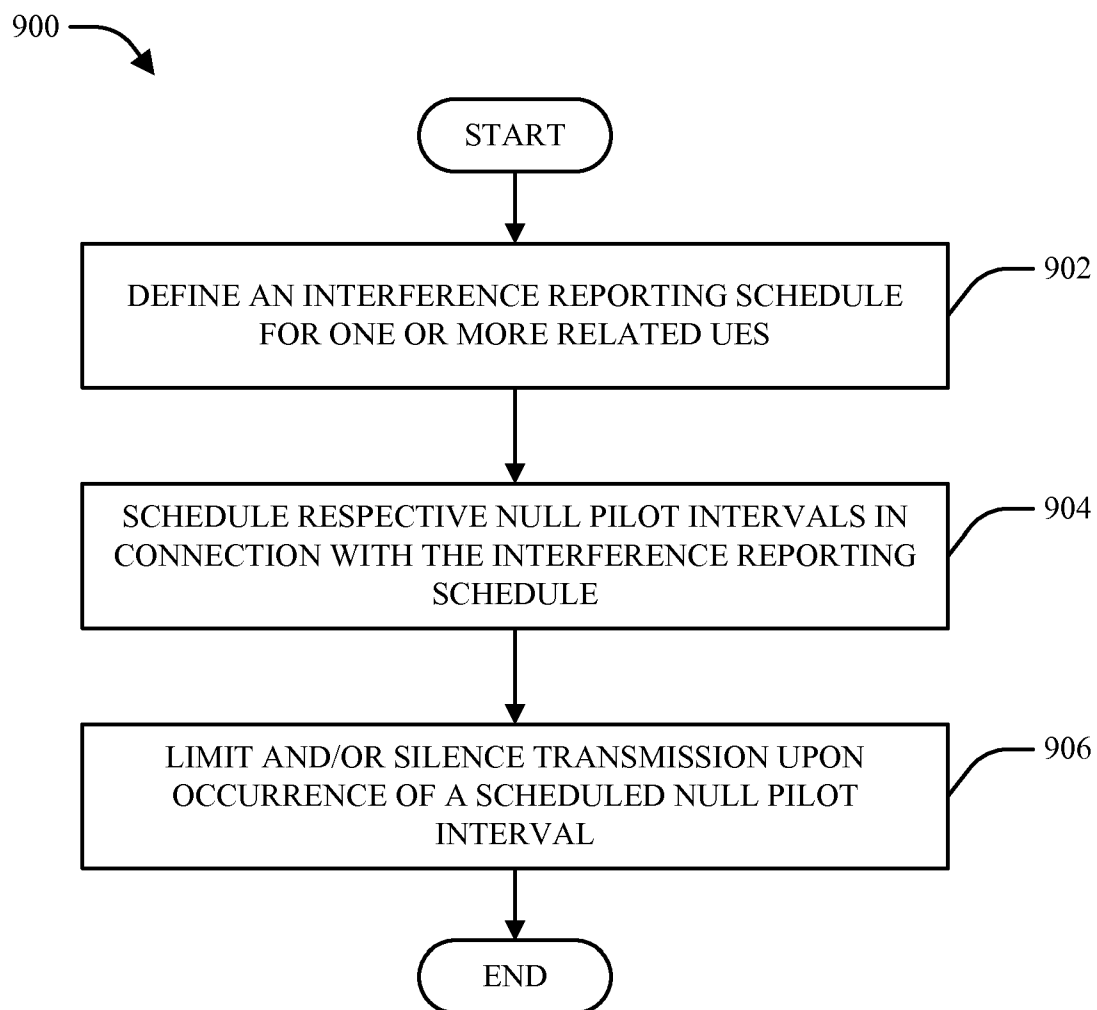 900
START
DEFINE AN INTERFERENCE REPORTING SCHEDULE
FOR ONE OR MORE RELATED UES
902
SCHEDULE RESPECTIVE NULL PILOT INTERVALS IN
CONNECTION WITH THE INTERFERENCE REPORTING
SCHEDULE
904
LIMIT AND/OR SILENCE TRANSMISSION UPON
OCCURRENCE OF A SCHEDULED NULL PILOT
INTERVAL
906
END